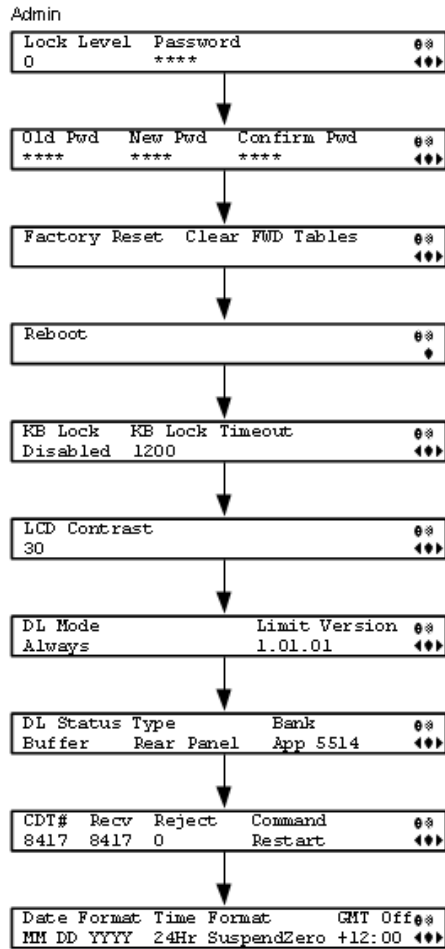 Admin
Lock Level Password
0 ****
Old Pwd New Pwd Confirm Pwd
**** **** ****
Factory Reset Clear FWD Tables
Reboot
KB Lock KB Lock Timeout
Disabled 1200
LCD Contrast
30
DL Mode Limit Version
Always 1.01.01
DL Status Type Bank
Buffer Rear Panel App 5514
CDT# Recv Reject Command
8417 8417 0 Restart
Date Format Time Format GMT Off
MM DD YYYY 24Hr SuspendZero +12:00